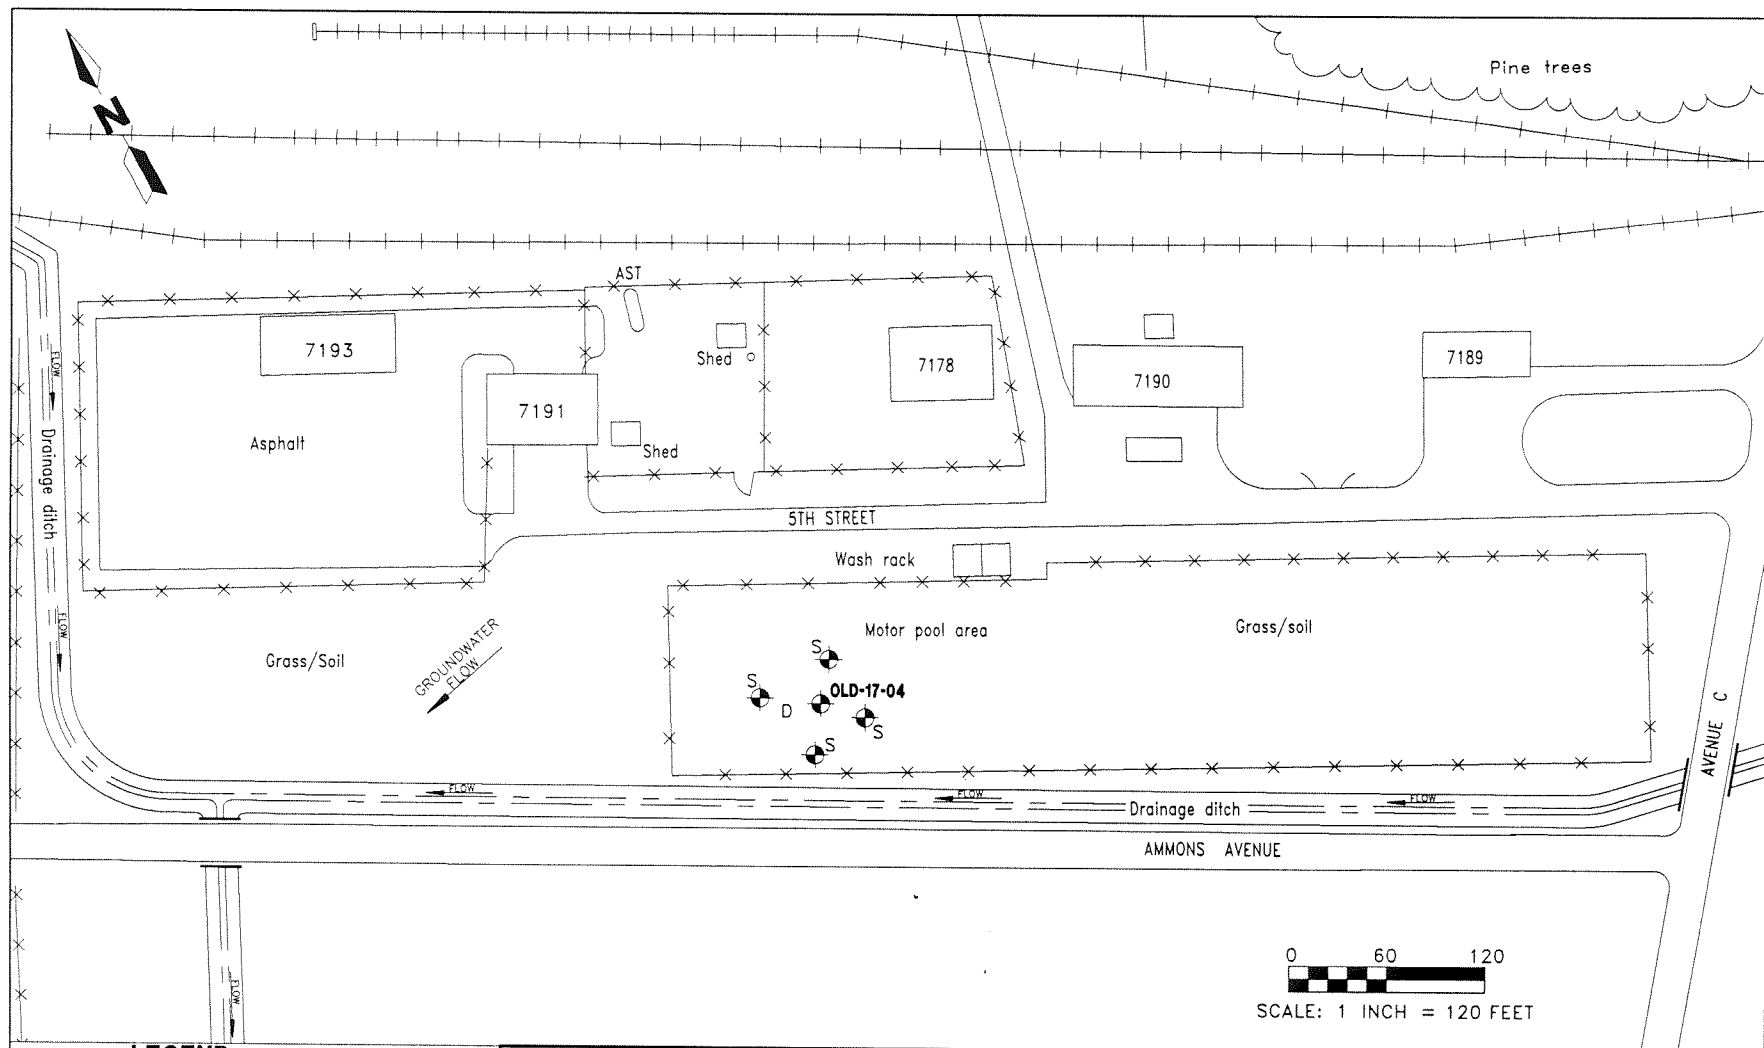 Pine trees
N
AST
7193
Shed
7178
7190
7189
7191
Shed
Asphalt
FLOW
Drainage ditch
5TH STREET
Wash rack
FLOW
Grass/Soil
GROUNDWATER
FLOW
Motor pool area
Grass/soil
S
S
OLD-17-04
D
S
S
AVENUE C
FLOW
FLOW
FLOW
Drainage ditch
AMMONS AVENUE
FLOW
0 60 120
SCALE: 1 INCH = 120 FEET
LEGEND